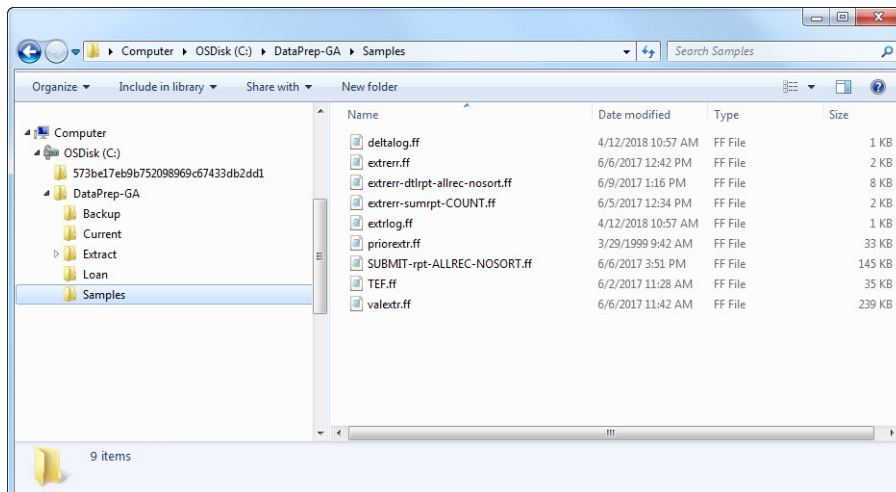 Computer ▸ OSDisk (C:) ▸ DataPrep-GA ▸ Samples
Search Samples
Organize Include in library Share with New folder
Computer
OSDisk (C:)
573be17eb9b752098969c67433db2dd1
DataPrep-GA
Backup
Current
Extract
Loan
Samples
Name Date modified Type Size
deltalog.ff 4/12/2018 10:57 AM FF File 1 KB
extrerr.ff 6/6/2017 12:42 PM FF File 2 KB
extrerr-dtlrpt-allrec-nosort.ff 6/9/2017 1:16 PM FF File 8 KB
extrerr-sumrpt-COUNT.ff 6/5/2017 12:34 PM FF File 2 KB
extrlog.ff 4/12/2018 10:57 AM FF File 1 KB
priorextr.ff 3/29/1999 9:42 AM FF File 33 KB
SUBMIT-rpt-ALLREC-NOSORT.ff 6/6/2017 3:51 PM FF File 145 KB
TEF.ff 6/2/2017 11:28 AM FF File 35 KB
valextr.ff 6/6/2017 11:42 AM FF File 239 KB
9 items